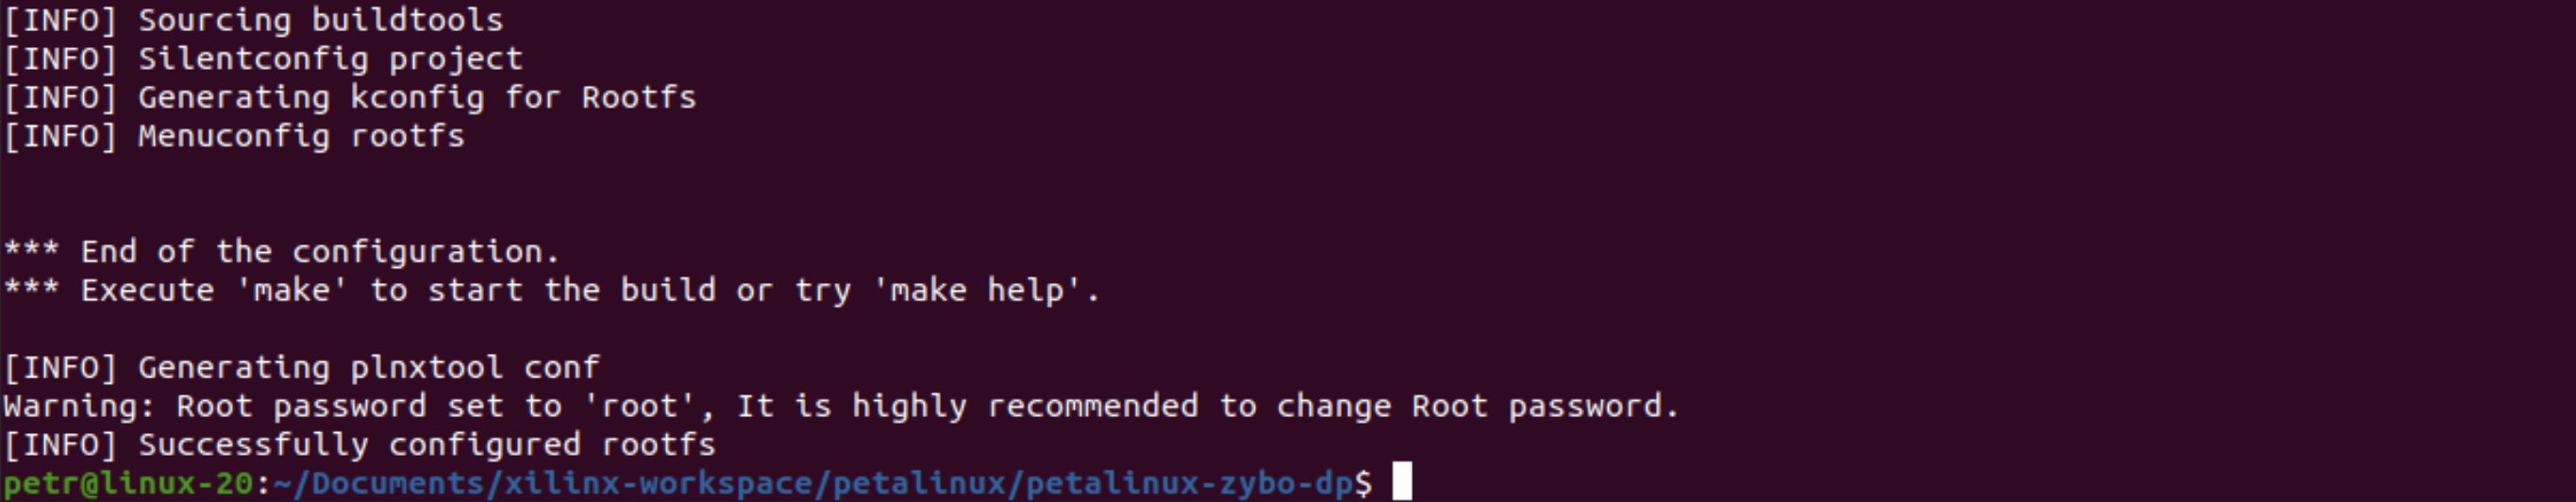 [INFO] Sourcing buildtools
[INFO] Silentconfig project
[INFO] Generating kconfig for Rootfs
[INFO] Menuconfig rootfs
*** End of the configuration.
*** Execute 'make' to start the build or try 'make help'.
[INFO] Generating plnxtool conf
Warning: Root password set to 'root', It is highly recommended to change Root password.
[INFO] Successfully configured rootfs
petr@linux-20:~/Documents/xilinx-workspace/petalinux/petalinux-zybo-dp$